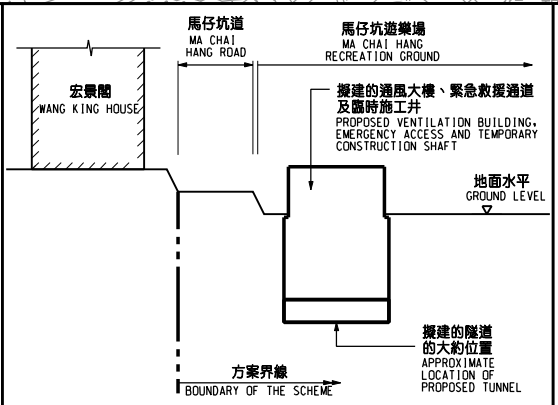 馬仔坑道
MA CHAI
HANG ROAD
馬仔坑遊樂場
MA CHAI HANG
RECREATION GROUND
宏景閣
WANG KING HOUSE
擬建的通風大樓、緊急救援通道
及臨時施工井
PROPOSED VENTILATION BUILDING,
EMERGENCY ACCESS AND TEMPORARY
CONSTRUCTION SHAFT
地面水平
GROUND LEVEL
擬建的隧道
的大約位置
APPROXIMATE
LOCATION OF
PROPOSED TUNNEL
方案界線
BOUNDARY OF THE SCHEME